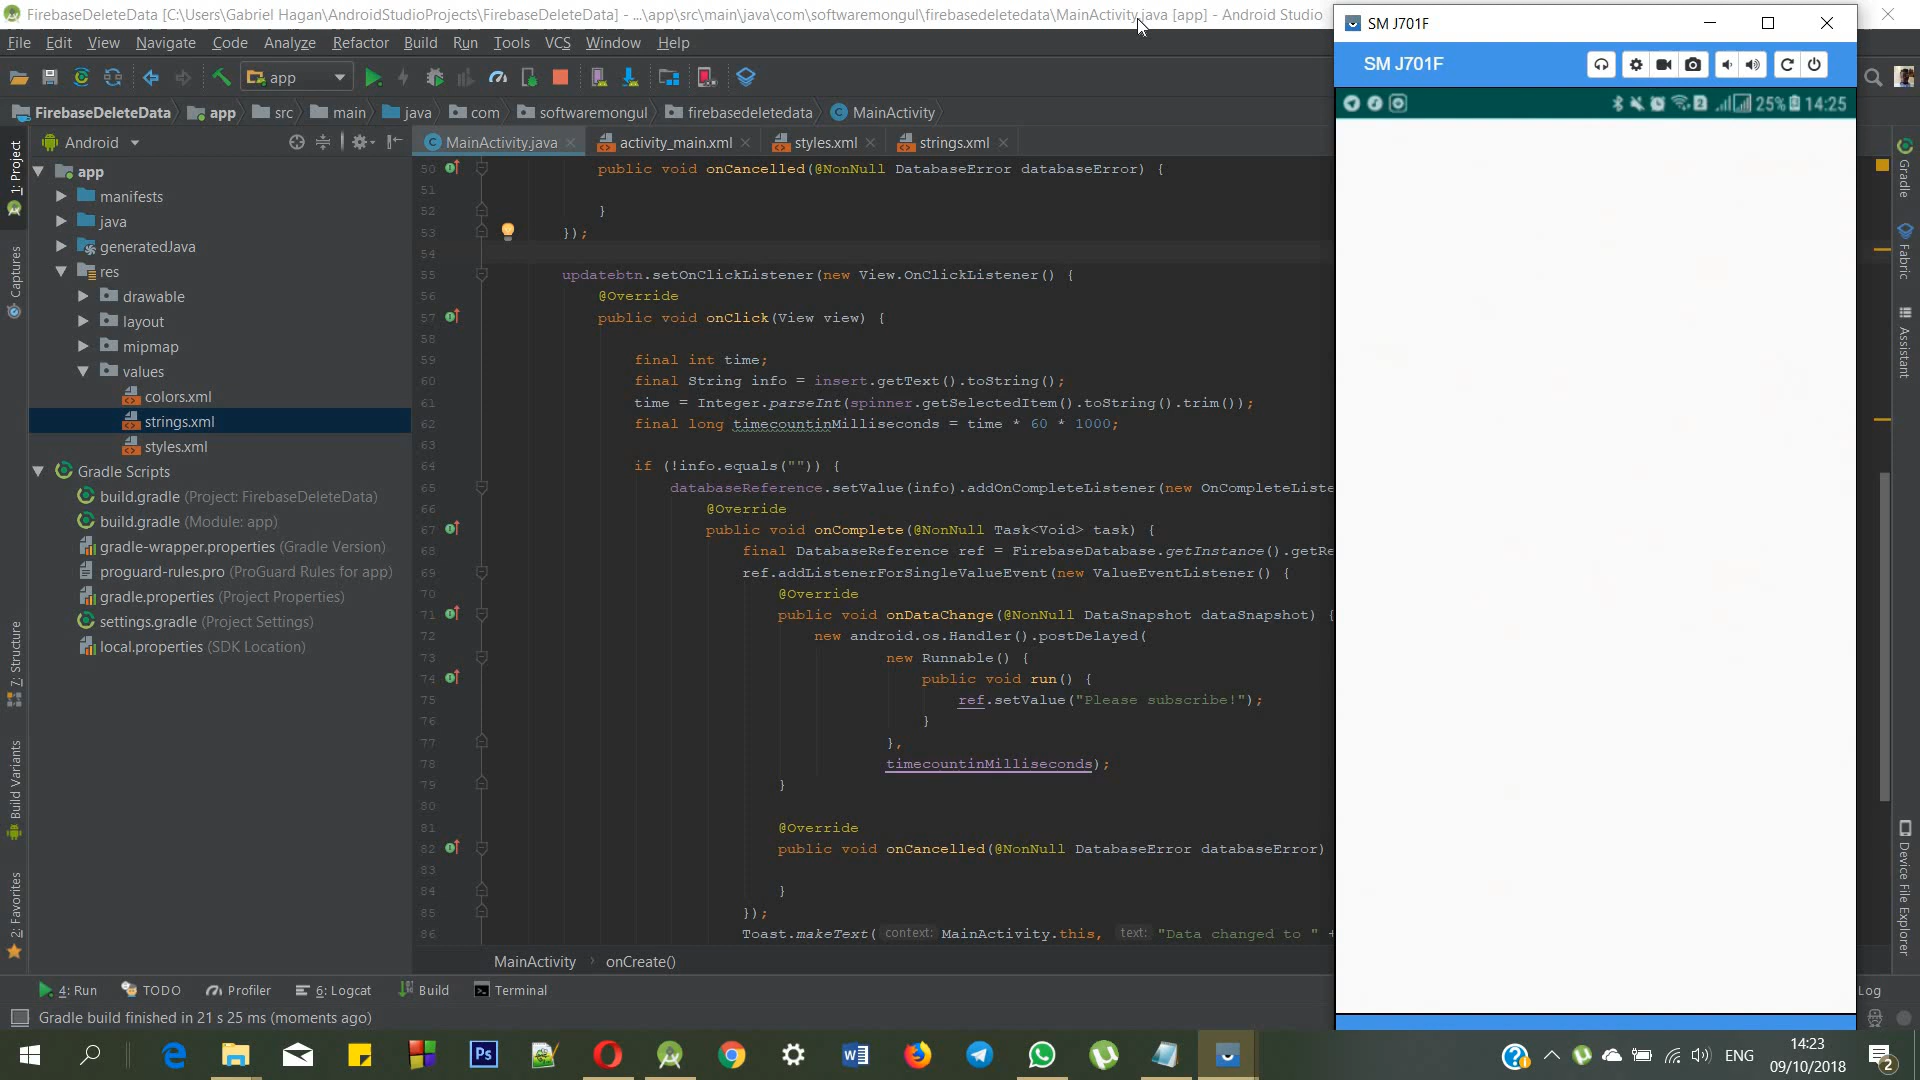 FirebaseDeleteData [C:\Users\Gabriel Hagan\AndroidStudioProjects\FirebaseDeleteData] - ...\app\src\main\java\com\softwaremongul\firebasedeletedata\MainActivity.java [app] - Android Studio
File Edit View Navigate Code Analyze Refactor Build Run Tools VCS Window Help
app
FirebaseDeleteData app src main java com softwaremongul firebasedeletedata MainActivity
Android
MainActivity.java activity_main.xml styles.xml strings.xml
1: Project
Captures
7: Structure
Build Variants
2: Favorites
app
manifests
java
generatedJava
res
drawable
layout
mipmap
values
colors.xml
strings.xml
styles.xml
Gradle Scripts
build.gradle (Project: FirebaseDeleteData)
build.gradle (Module: app)
gradle-wrapper.properties (Gradle Version)
proguard-rules.pro (ProGuard Rules for app)
gradle.properties (Project Properties)
settings.gradle (Project Settings)
local.properties (SDK Location)
50 public void onCancelled(@NonNull DatabaseError databaseError) {
51
52 }
53 });
54
55 updatebtn.setOnClickListener(new View.OnClickListener() {
56 @Override
57 public void onClick(View view) {
58
59 final int time;
60 final String info = insert.getText().toString();
61 time = Integer.parseInt(spinner.getSelectedItem().toString().trim());
62 final long timecountinMilliseconds = time * 60 * 1000;
63
64 if (!info.equals("")) {
65 databaseReference.setValue(info).addOnCompleteListener(new OnCompleteListe
66 @Override
67 public void onComplete(@NonNull Task<Void> task) {
68 final DatabaseReference ref = FirebaseDatabase.getInstance().getRe
69 ref.addListenerForSingleValueEvent(new ValueEventListener() {
70 @Override
71 public void onDataChange(@NonNull DataSnapshot dataSnapshot) {
72 new android.os.Handler().postDelayed(
73 new Runnable() {
74 public void run() {
75 ref.setValue("Please subscribe!");
76 }
77 },
78 timecountinMilliseconds);
79 }
80
81 @Override
82 public void onCancelled(@NonNull DatabaseError databaseError)
83
84 }
85 });
86 Toast.makeText( context: MainActivity.this, text: "Data changed to " +
MainActivity › onCreate()
SM J701F
SM J701F
2 25% 14:25
Gradle
Fabric
Assistant
Device File Explorer
4: Run TODO Profiler 6: Logcat Build Terminal Log
Gradle build finished in 21 s 25 ms (moments ago)
Ps
ENG
14:23
09/10/2018
2